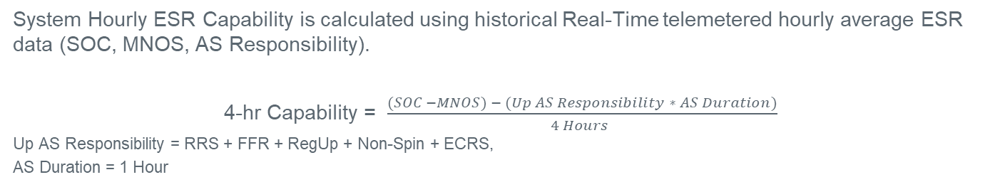 System Hourly ESR Capability is calculated using historical Real-Time telemetered hourly average ESR
data (SOC, MNOS, AS Responsibility).
4-hr Capability = (SOC −MNOS) − (Up AS Responsibility ∗ AS Duration)
4 Hours
Up AS Responsibility = RRS + FFR + RegUp + Non-Spin + ECRS,
AS Duration = 1 Hour